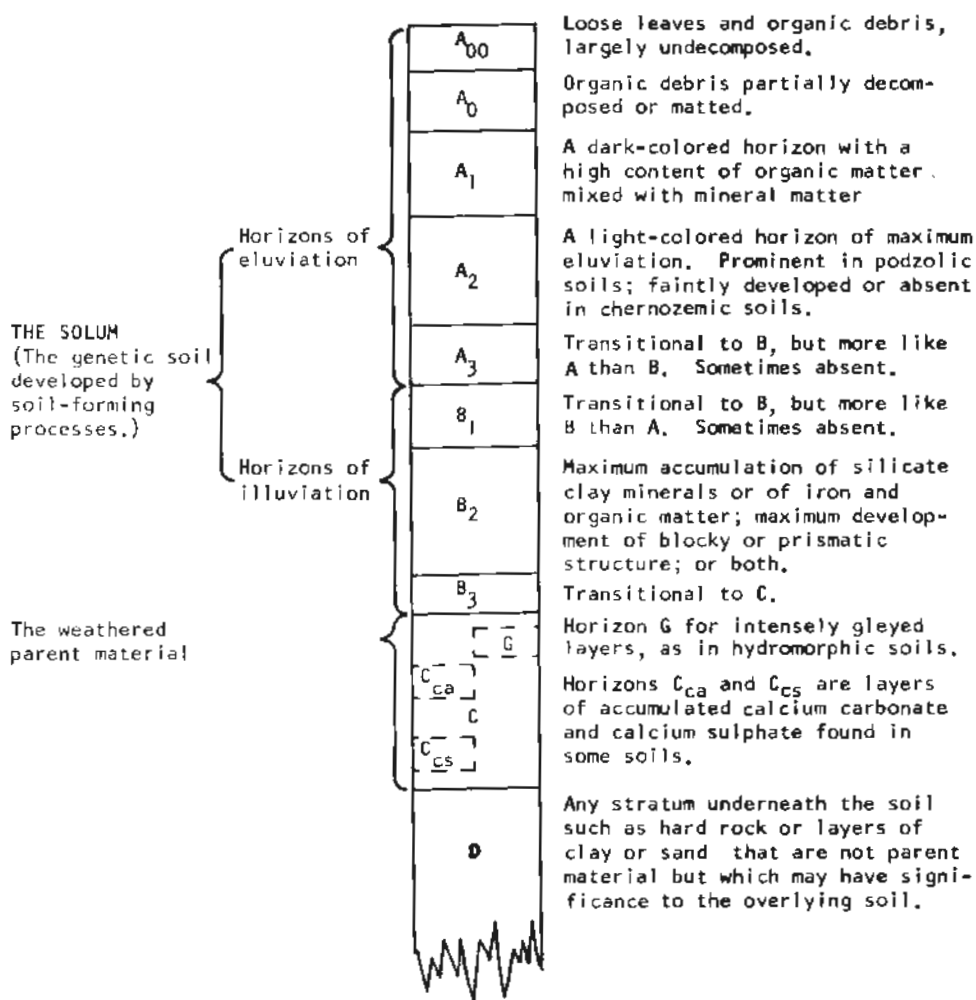 A00
Loose leaves and organic debris,
largely undecomposed.
A0
Organic debris partially decom-
posed or matted.
A1
A dark-colored horizon with a
high content of organic matter
mixed with mineral matter
Horizons of
eluviation
A2
A light-colored horizon of maximum
eluviation. Prominent in podzolic
soils; faintly developed or absent
in chernozemic soils.
THE SOLUM
(The genetic soil
developed by
soil-forming
processes.)
A3
Transitional to B, but more like
A than B. Sometimes absent.
B1
Transitional to B, but more like
B than A. Sometimes absent.
Horizons of
illuviation
B2
Maximum accumulation of silicate
clay minerals or of iron and
organic matter; maximum develop-
ment of blocky or prismatic
structure; or both.
B3
Transitional to C.
The weathered
parent material
G
Horizon G for intensely gleyed
layers, as in hydromorphic soils.
Cca
C
Ccs
Horizons Cca and Ccs are layers
of accumulated calcium carbonate
and calcium sulphate found in
some soils.
D
Any stratum underneath the soil
such as hard rock or layers of
clay or sand that are not parent
material but which may have signi-
ficance to the overlying soil.